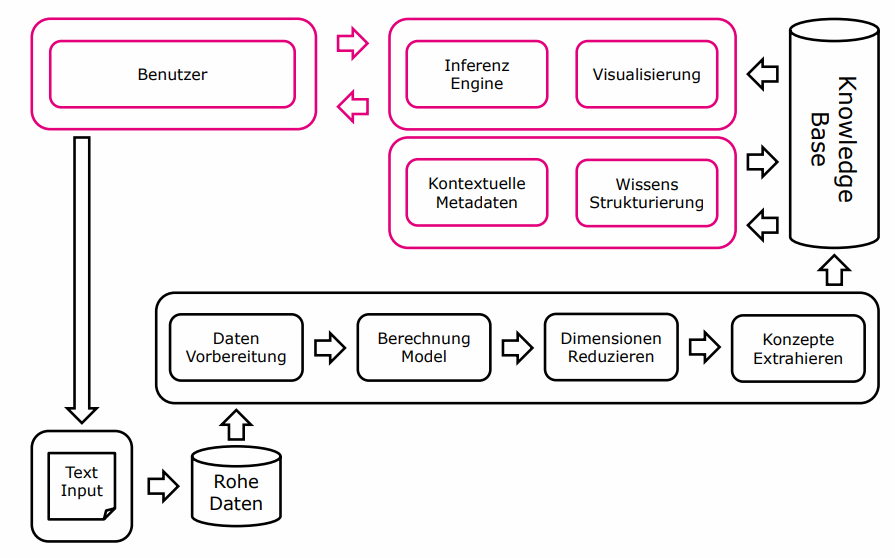 Benutzer
Inferenz
Engine
Visualisierung
Knowledge
Base
Kontextuelle
Metadaten
Wissens
Strukturierung
Daten
Vorbereitung
Berechnung
Model
Dimensionen
Reduzieren
Konzepte
Extrahieren
Text
Input
Rohe
Daten